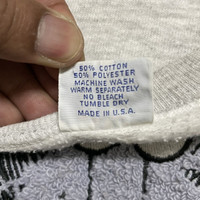 50% COTTON
50% POLYESTER
MACHINE WASH
WARM SEPARATELY
NO BLEACH
TUMBLE DRY
MADE IN U.S.A.